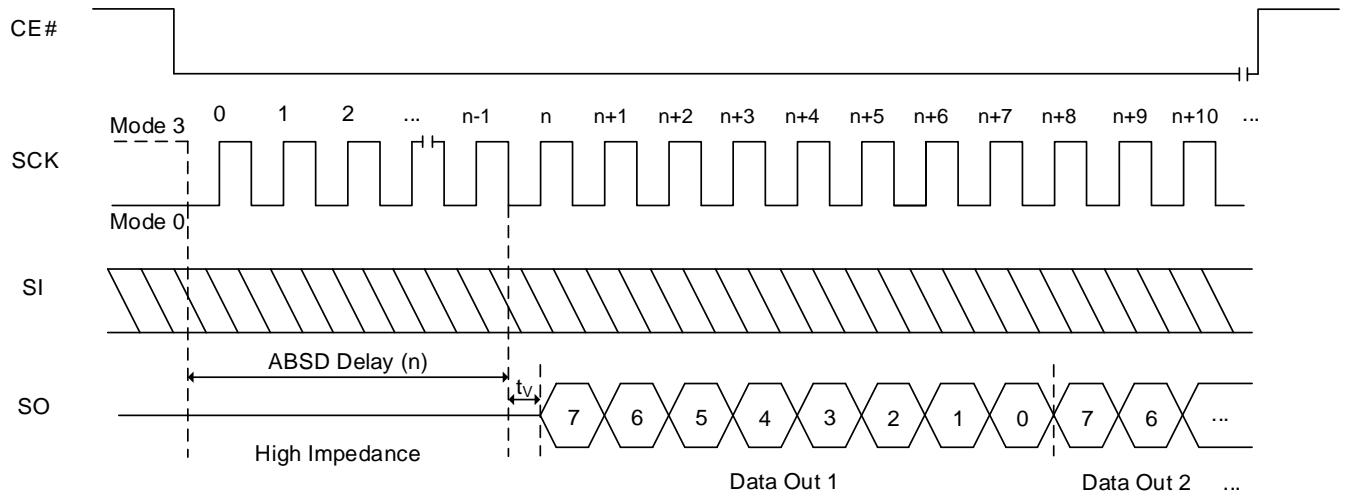 CE#
0 1 2 ... n-1 n n+1 n+2 n+3 n+4 n+5 n+6 n+7 n+8 n+9 n+10 ...
Mode 3
SCK
Mode 0
SI
ABSD Delay (n)
tV
SO
7 6 5 4 3 2 1 0 7 6 ...
High Impedance
Data Out 1 Data Out 2 ...